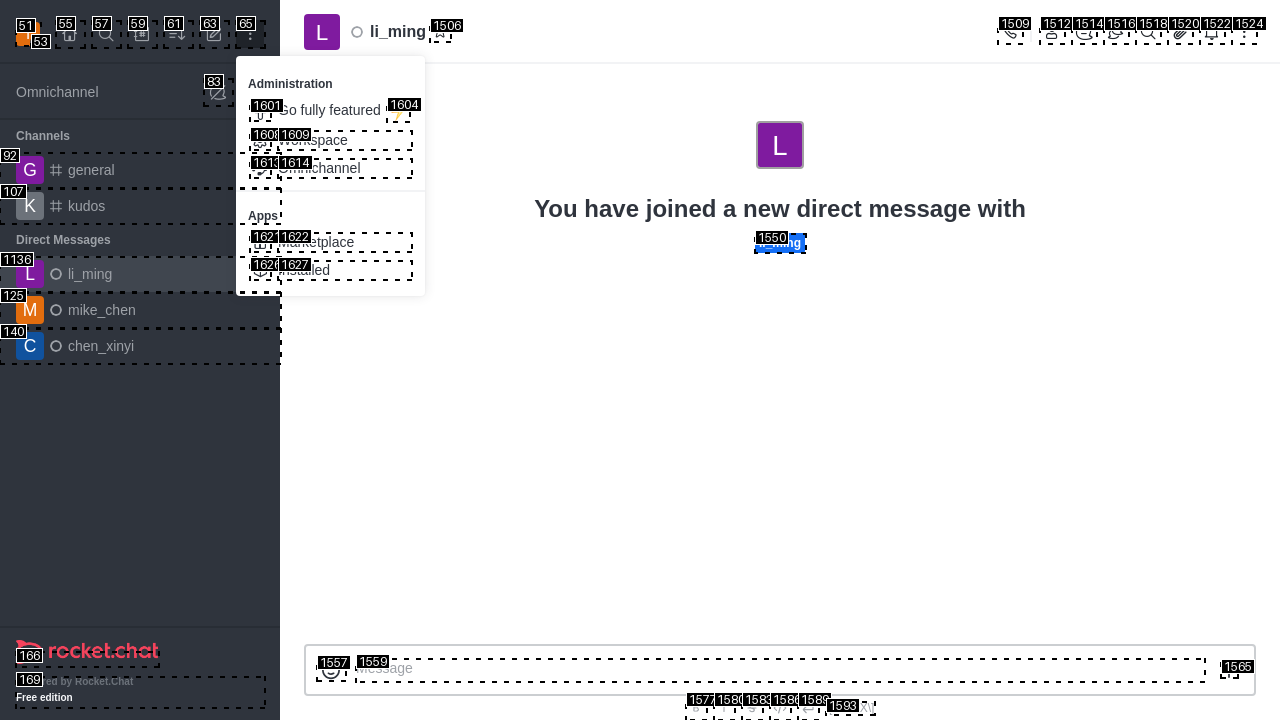 51
53
55
57
59
61
63
65
L
li_ming
1506
1509
1512
1514
1516
1518
1520
1522
1524
Omnichannel
83
Administration
1601
Go fully featured
1604
1608
1609
Workspace
1613
1614
Omnichannel
Apps
1621
1622
Marketplace
1626
1627
Installed
Channels
92
G
general
107
K
kudos
Direct Messages
1136
L
li_ming
125
M
mike_chen
140
C
chen_xinyi
L
You have joined a new direct message with
1550
li_ming
166
rocket.chat
169
Powered by Rocket.Chat
Free edition
1557
1559
Message
1565
1577
1580
1583
1586
1589
1593